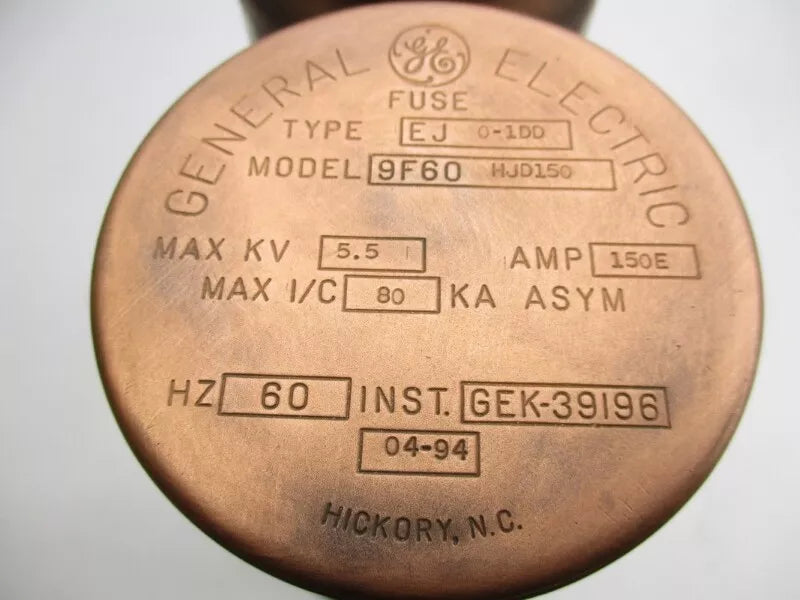 GENERAL GE ELECTRIC
FUSE
TYPE EJ O-1DD
MODEL 9F60 HJD150
MAX KV 5.5 AMP 150E
MAX I/C 80 KA ASYM
HZ 60 INST. GEK-39196
04-94
HICKORY, N.C.